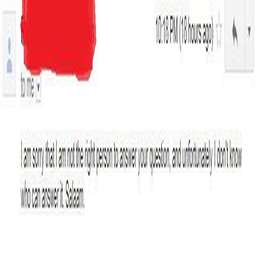 10:18 PM (18 hours ago)
to me
I am sorry that I am not the right person to answer your question, and unfortunately I don't know
who can answer it. Salaam.